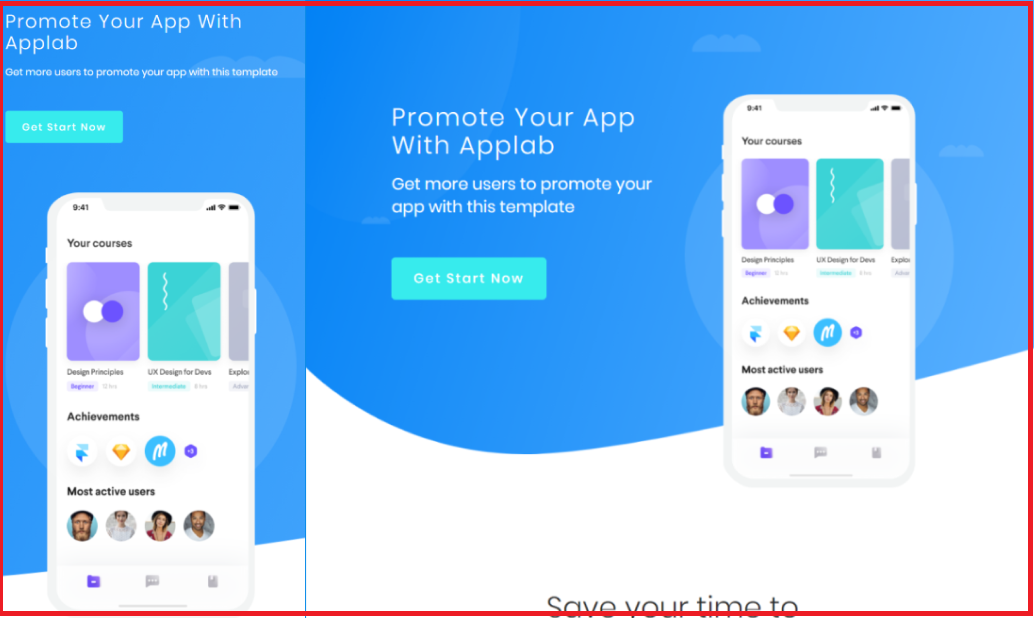 Promote Your App With
Applab
Get more users to promote your app with this template
Get Start Now
9:41
Your courses
Design Principles
UX Design for Devs
Explor
Beginner
12 hrs
Intermediate
8 hrs
Advar
Achievements
+3
Most active users
Promote Your App
With Applab
Get more users to promote your
app with this template
Get Start Now
9:41
Your courses
Design Principles
UX Design for Devs
Explor
Beginner
12 hrs
Intermediate
8 hrs
Advar
Achievements
+3
Most active users
Save your time to